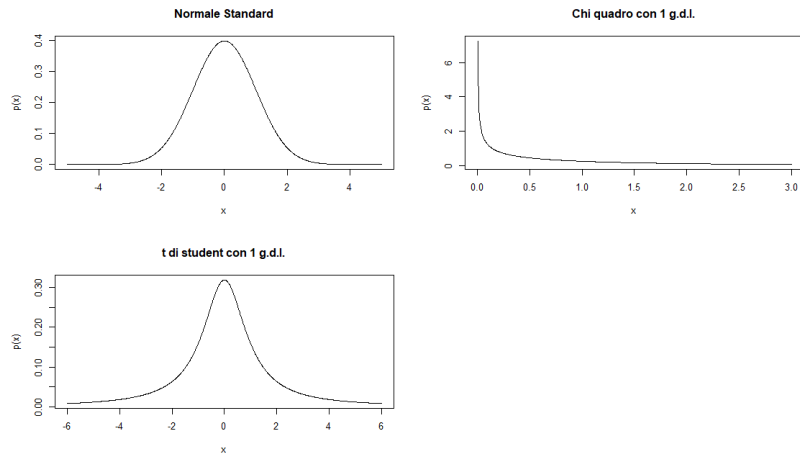 Normale Standard
p(x)
0.4
0.3
0.2
0.1
0.0
-4 -2 0 2 4
x
Chi quadro con 1 g.d.l.
p(x)
6
4
2
0
0.0 0.5 1.0 1.5 2.0 2.5 3.0
x
t di student con 1 g.d.l.
p(x)
0.30
0.20
0.10
0.00
-6 -4 -2 0 2 4 6
x